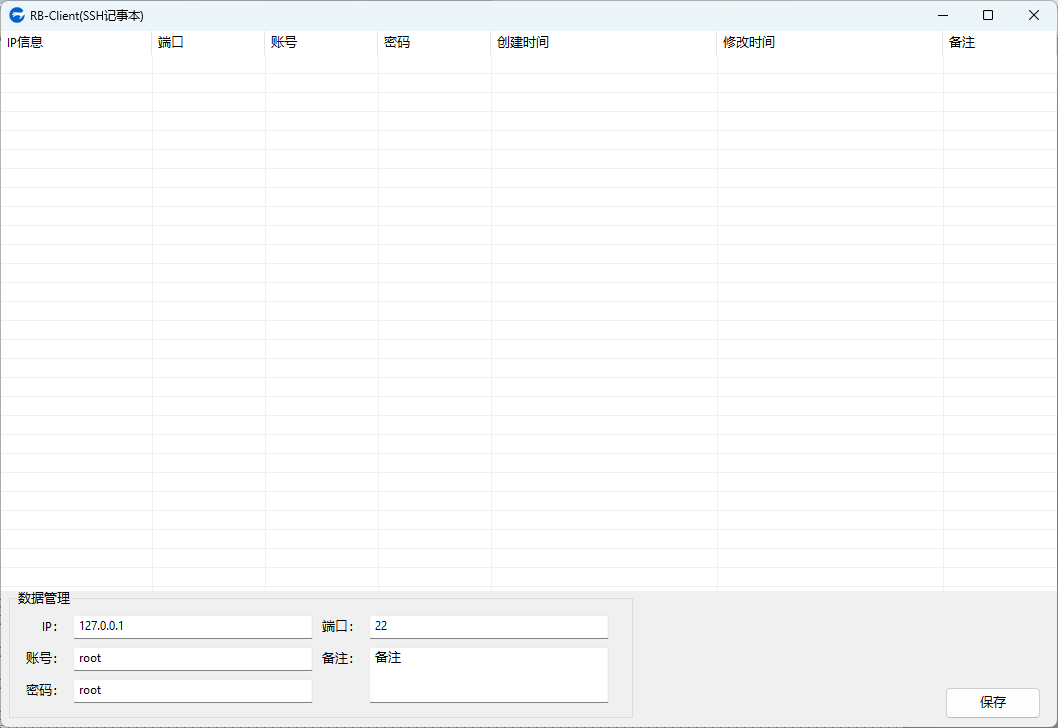 RB-Client(SSH记事本)
IP信息 端口 账号 密码 创建时间 修改时间 备注
数据管理
IP: 127.0.0.1 端口: 22
账号: root 备注: 备注
密码: root
保存